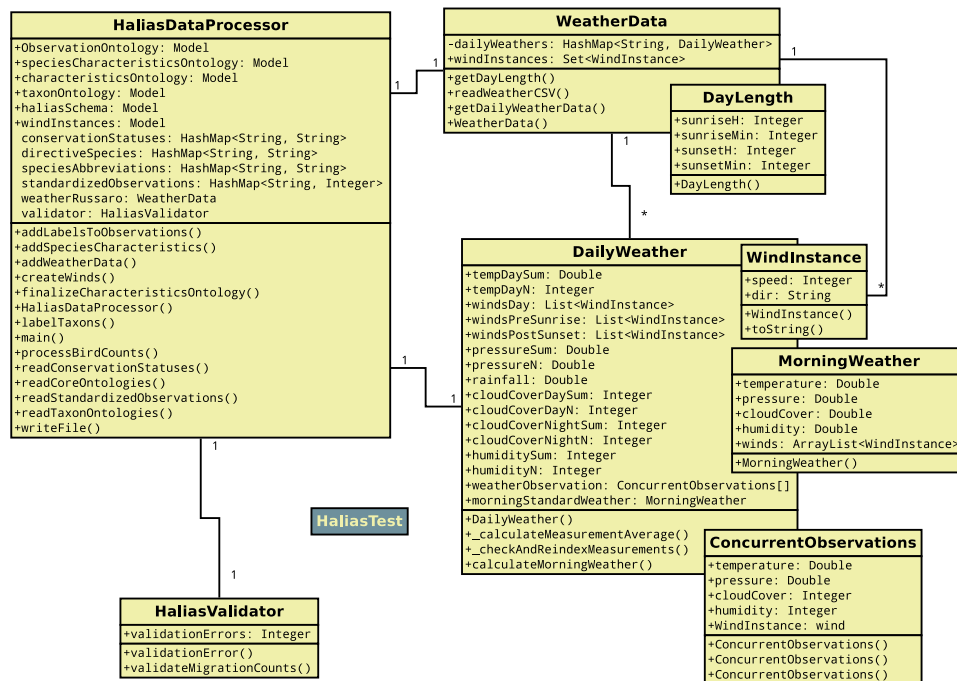 HaliasDataProcessor
+ObservationOntology: Model
+speciesCharacteristicsOntology: Model
+characteristicsOntology: Model
+taxonOntology: Model
+haliasSchema: Model
+windInstances: Model
conservationStatuses: HashMap<String, String>
directiveSpecies: HashMap<String, String>
speciesAbbreviations: HashMap<String, String>
standardizedObservations: HashMap<String, Integer>
weatherRussaro: WeatherData
validator: HaliasValidator
+addLabelsToObservations()
+addSpeciesCharacteristics()
+addWeatherData()
+createWinds()
+finalizeCharacteristicsOntology()
+HaliasDataProcessor()
+labelTaxons()
+main()
+processBirdCounts()
+readConservationStatuses()
+readCoreOntologies()
+readStandardizedObservations()
+readTaxonOntologies()
+writeFile()
1
1
WeatherData
-dailyWeathers: HashMap<String, DailyWeather>
+windInstances: Set<WindInstance>
+getDayLength()
+readWeatherCSV()
+getDailyWeatherData()
+WeatherData()
1
DayLength
+sunriseH: Integer
+sunriseMin: Integer
+sunsetH: Integer
+sunsetMin: Integer
+DayLength()
1
*
DailyWeather
+tempDaySum: Double
+tempDayN: Integer
+windsDay: List<WindInstance>
+windsPreSunrise: List<WindInstance>
+windsPostSunset: List<WindInstance>
+pressureSum: Double
+pressureN: Double
+rainfall: Double
+cloudCoverDaySum: Integer
+cloudCoverDayN: Integer
+cloudCoverNightSum: Integer
+cloudCoverNightN: Integer
+humiditySum: Integer
+humidityN: Integer
+weatherObservation: ConcurrentObservations[]
+morningStandardWeather: MorningWeather
+DailyWeather()
+_calculateMeasurementAverage()
+_checkAndReindexMeasurements()
+calculateMorningWeather()
1
1
WindInstance
+speed: Integer
+dir: String
+WindInstance()
+toString()
*
MorningWeather
+temperature: Double
+pressure: Double
+cloudCover: Double
+humidity: Double
+winds: ArrayList<WindInstance>
+MorningWeather()
ConcurrentObservations
+temperature: Double
+pressure: Double
+cloudCover: Integer
+humidity: Integer
+WindInstance: wind
+ConcurrentObservations()
+ConcurrentObservations()
+ConcurrentObservations()
HaliasTest
1
1
HaliasValidator
+validationErrors: Integer
+validationError()
+validateMigrationCounts()